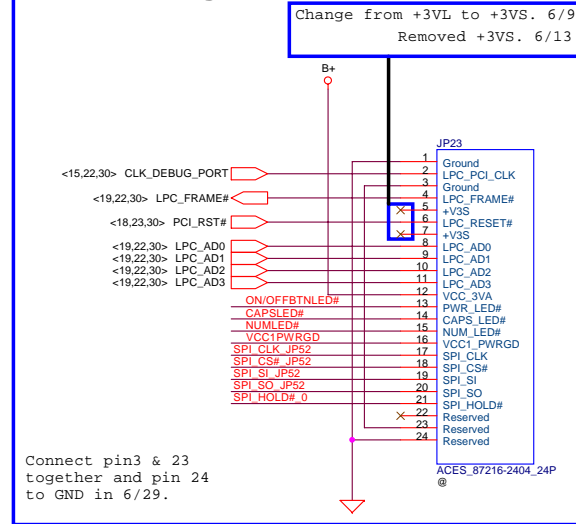 Change from +3VL to +3VS. 6/9
Removed +3VS. 6/13
B+
JP23
<15,22,30> CLK_DEBUG_PORT
<19,22,30> LPC_FRAME#
<18,23,30> PCI_RST#
<19,22,30> LPC_AD0
<19,22,30> LPC_AD1
<19,22,30> LPC_AD2
<19,22,30> LPC_AD3
ON/OFFBTNLED#
CAPSLED#
NUMLED#
VCC1PWRGD
SPI_CLK_JP52
SPI_CS#_JP52
SPI_SI_JP52
SPI_SO_JP52
SPI_HOLD#_0
1 Ground
2 LPC_PCI_CLK
3 Ground
4 LPC_FRAME#
5 +V3S
6 LPC_RESET#
7 +V3S
8 LPC_AD0
9 LPC_AD1
10 LPC_AD2
11 LPC_AD3
12 VCC_3VA
13 PWR_LED#
14 CAPS_LED#
15 NUM_LED#
16 VCC1_PWRGD
17 SPI_CLK
18 SPI_CS#
19 SPI_SI
20 SPI_SO
21 SPI_HOLD#
22 Reserved
23 Reserved
24 Reserved
ACES_87216-2404_24P
@
Connect pin3 & 23
together and pin 24
to GND in 6/29.